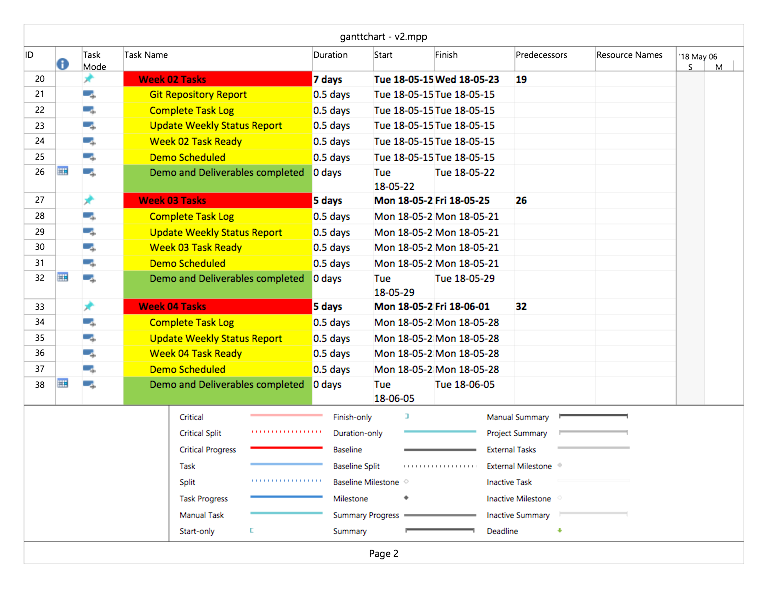 ganttchart - v2.mpp
ID Task Mode Task Name Duration Start Finish Predecessors Resource Names '18 May 06
S M
20 Week 02 Tasks 7 days Tue 18-05-15 Wed 18-05-23 19
21 Git Repository Report 0.5 days Tue 18-05-15 Tue 18-05-15
22 Complete Task Log 0.5 days Tue 18-05-15 Tue 18-05-15
23 Update Weekly Status Report 0.5 days Tue 18-05-15 Tue 18-05-15
24 Week 02 Task Ready 0.5 days Tue 18-05-15 Tue 18-05-15
25 Demo Scheduled 0.5 days Tue 18-05-15 Tue 18-05-15
26 Demo and Deliverables completed 0 days Tue 18-05-22 Tue 18-05-22
27 Week 03 Tasks 5 days Mon 18-05-2 Fri 18-05-25 26
28 Complete Task Log 0.5 days Mon 18-05-2 Mon 18-05-21
29 Update Weekly Status Report 0.5 days Mon 18-05-2 Mon 18-05-21
30 Week 03 Task Ready 0.5 days Mon 18-05-2 Mon 18-05-21
31 Demo Scheduled 0.5 days Mon 18-05-2 Mon 18-05-21
32 Demo and Deliverables completed 0 days Tue 18-05-29 Tue 18-05-29
33 Week 04 Tasks 5 days Mon 18-05-2 Fri 18-06-01 32
34 Complete Task Log 0.5 days Mon 18-05-2 Mon 18-05-28
35 Update Weekly Status Report 0.5 days Mon 18-05-2 Mon 18-05-28
36 Week 04 Task Ready 0.5 days Mon 18-05-2 Mon 18-05-28
37 Demo Scheduled 0.5 days Mon 18-05-2 Mon 18-05-28
38 Demo and Deliverables completed 0 days Tue 18-06-05 Tue 18-06-05
Critical Finish-only Manual Summary
Critical Split Duration-only Project Summary
Critical Progress Baseline External Tasks
Task Baseline Split External Milestone
Split Baseline Milestone Inactive Task
Task Progress Milestone Inactive Milestone
Manual Task Summary Progress Inactive Summary
Start-only Summary Deadline
Page 2